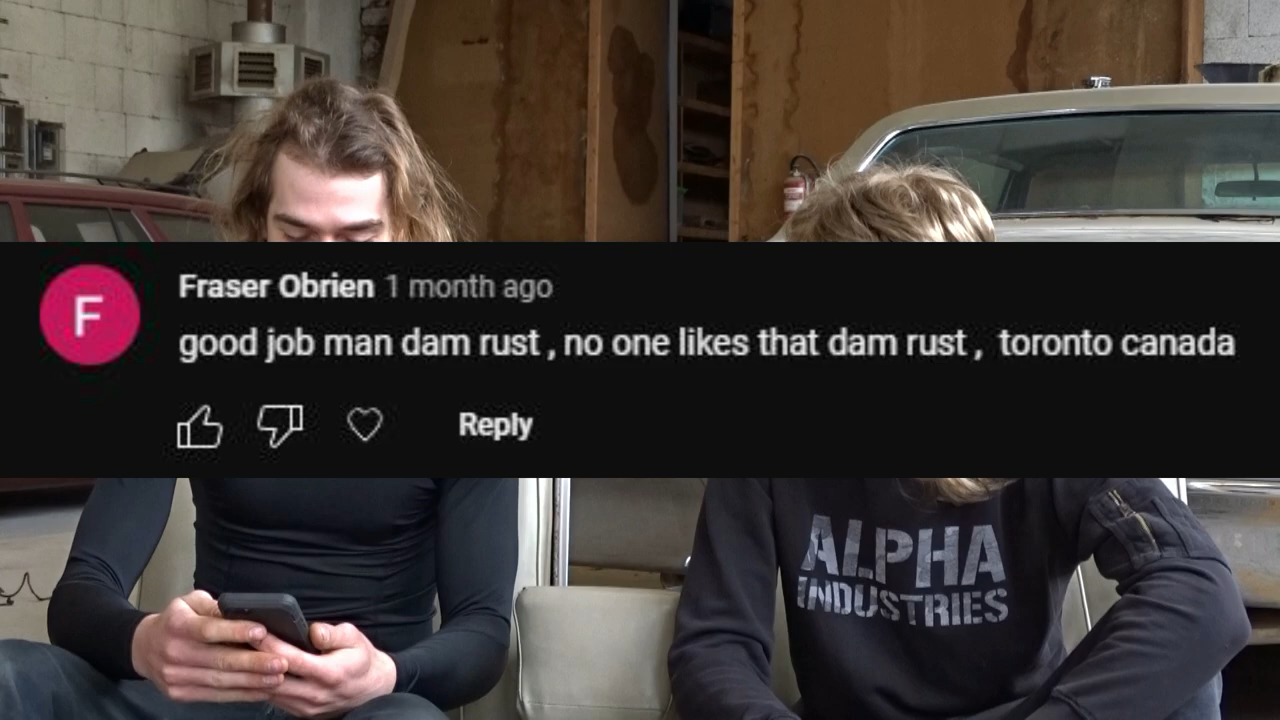 F
Fraser Obrien 1 month ago
good job man dam rust , no one likes that dam rust ,  toronto canada
Reply
ALPHA
INDUSTRIES